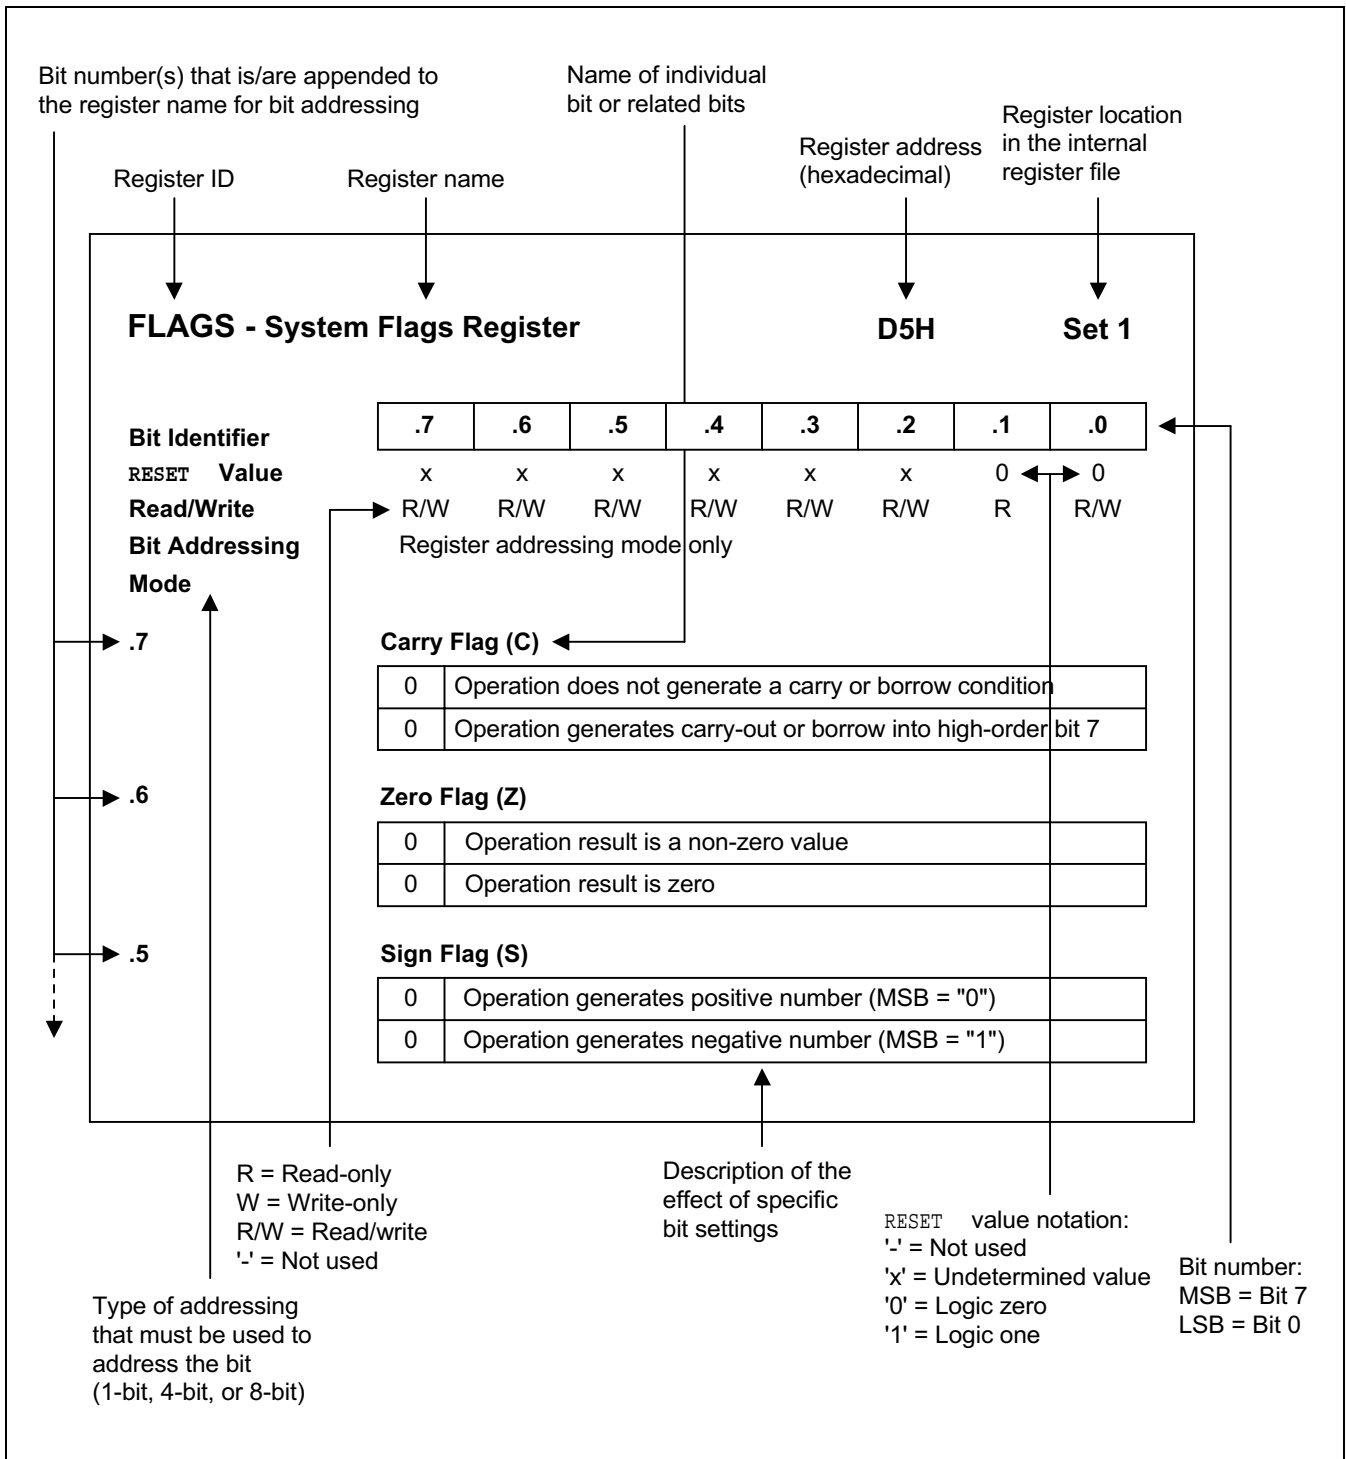 Bit number(s) that is/are appended to
the register name for bit addressing
Name of individual
bit or related bits
Register location
in the internal
register file
Register address
(hexadecimal)
Register ID
Register name
FLAGS - System Flags Register D5H Set 1
Bit Identifier .7 .6 .5 .4 .3 .2 .1 .0
RESET Value x x x x x x 0 0
Read/Write R/W R/W R/W R/W R/W R/W R R/W
Bit Addressing Register addressing mode only
Mode
.7 Carry Flag (C)
0 Operation does not generate a carry or borrow condition
0 Operation generates carry-out or borrow into high-order bit 7
.6 Zero Flag (Z)
0 Operation result is a non-zero value
0 Operation result is zero
.5 Sign Flag (S)
0 Operation generates positive number (MSB = "0")
0 Operation generates negative number (MSB = "1")
R = Read-only
W = Write-only
R/W = Read/write
'-' = Not used
Description of the
effect of specific
bit settings
RESET value notation:
'-' = Not used
'x' = Undetermined value
'0' = Logic zero
'1' = Logic one
Bit number:
MSB = Bit 7
LSB = Bit 0
Type of addressing
that must be used to
address the bit
(1-bit, 4-bit, or 8-bit)